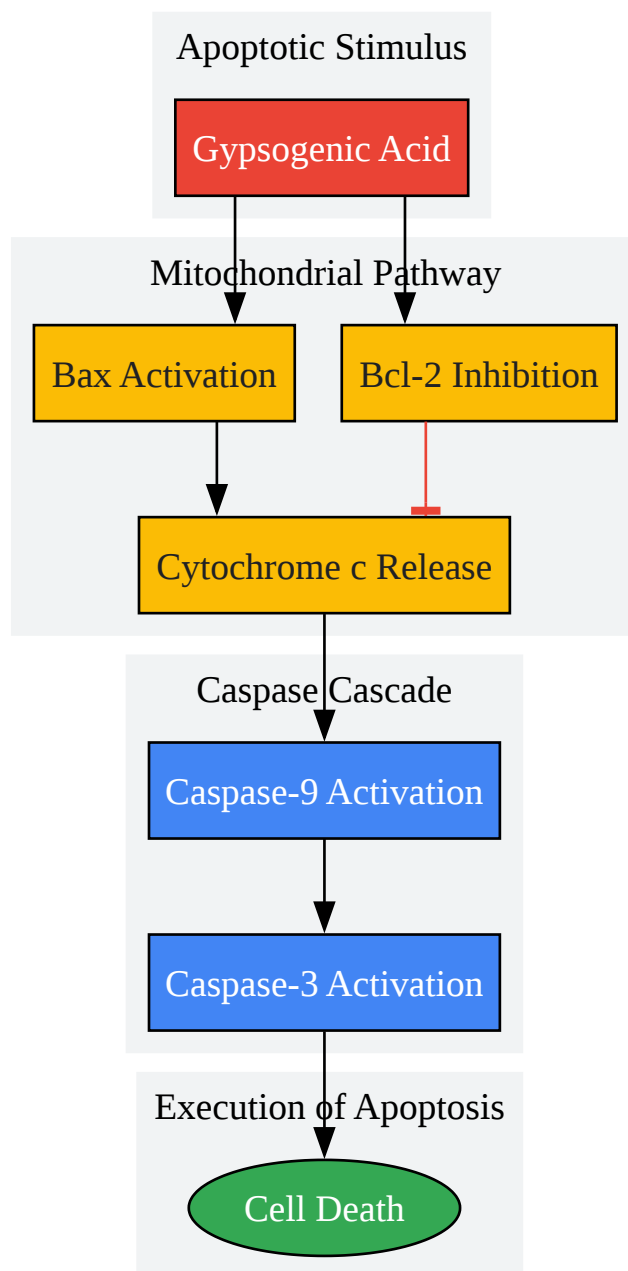 Apoptotic Stimulus
Gypsogenic Acid
Mitochondrial Pathway
Bax Activation
Bcl-2 Inhibition
Cytochrome c Release
Caspase Cascade
Caspase-9 Activation
Caspase-3 Activation
Execution of Apoptosis
Cell Death